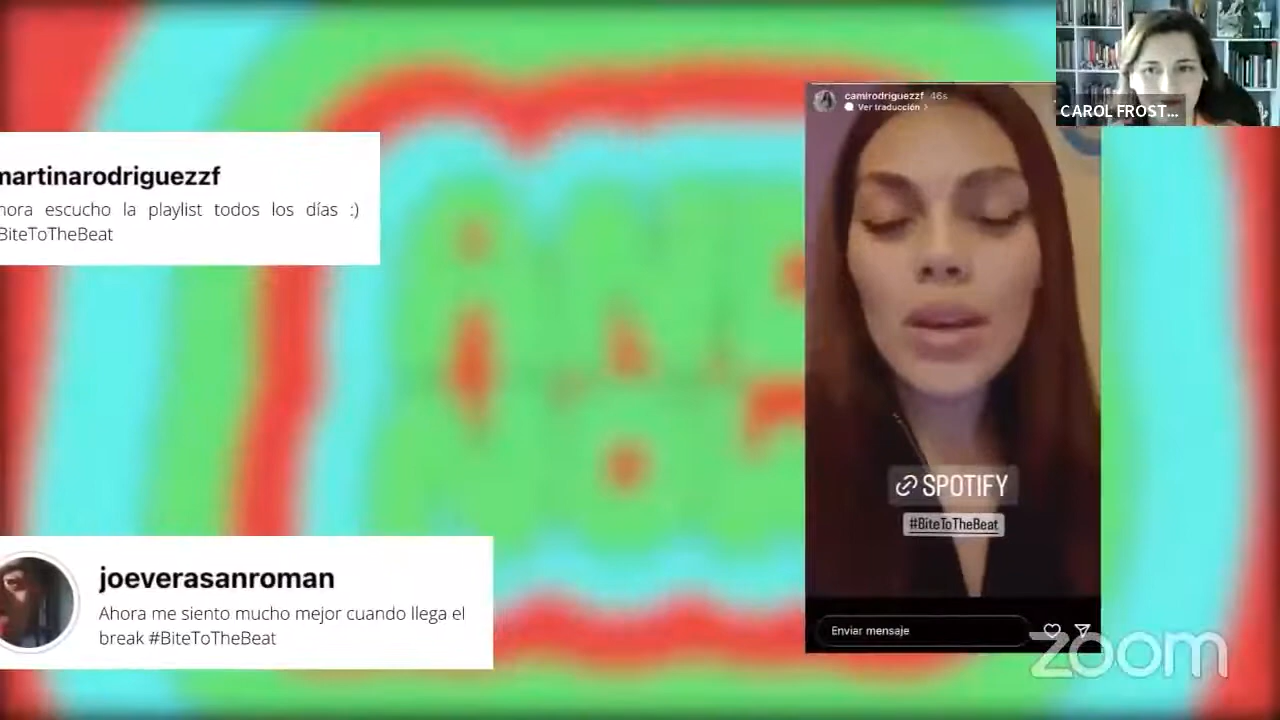 CAROL FROST...
camirodriguezzf 46s
Ver traducción >
martinarodriguezzf
hora escucho la playlist todos los días :)
BiteToTheBeat
SPOTIFY
#BiteToTheBeat
joeverasanroman
Ahora me siento mucho mejor cuando llega el
break #BiteToTheBeat
Enviar mensaje
zoom